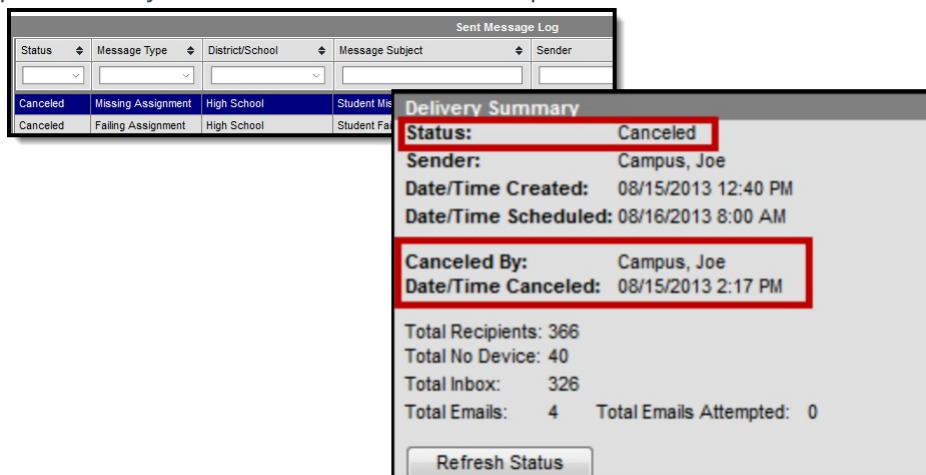 Sent Message Log
Status Message Type District/School Message Subject Sender
Canceled Missing Assignment High School Student Mis
Canceled Failing Assignment High School Student Fai
Delivery Summary
Status: Canceled
Sender: Campus, Joe
Date/Time Created: 08/15/2013 12:40 PM
Date/Time Scheduled: 08/16/2013 8:00 AM
Canceled By: Campus, Joe
Date/Time Canceled: 08/15/2013 2:17 PM
Total Recipients: 366
Total No Device: 40
Total Inbox: 326
Total Emails: 4 Total Emails Attempted: 0
Refresh Status